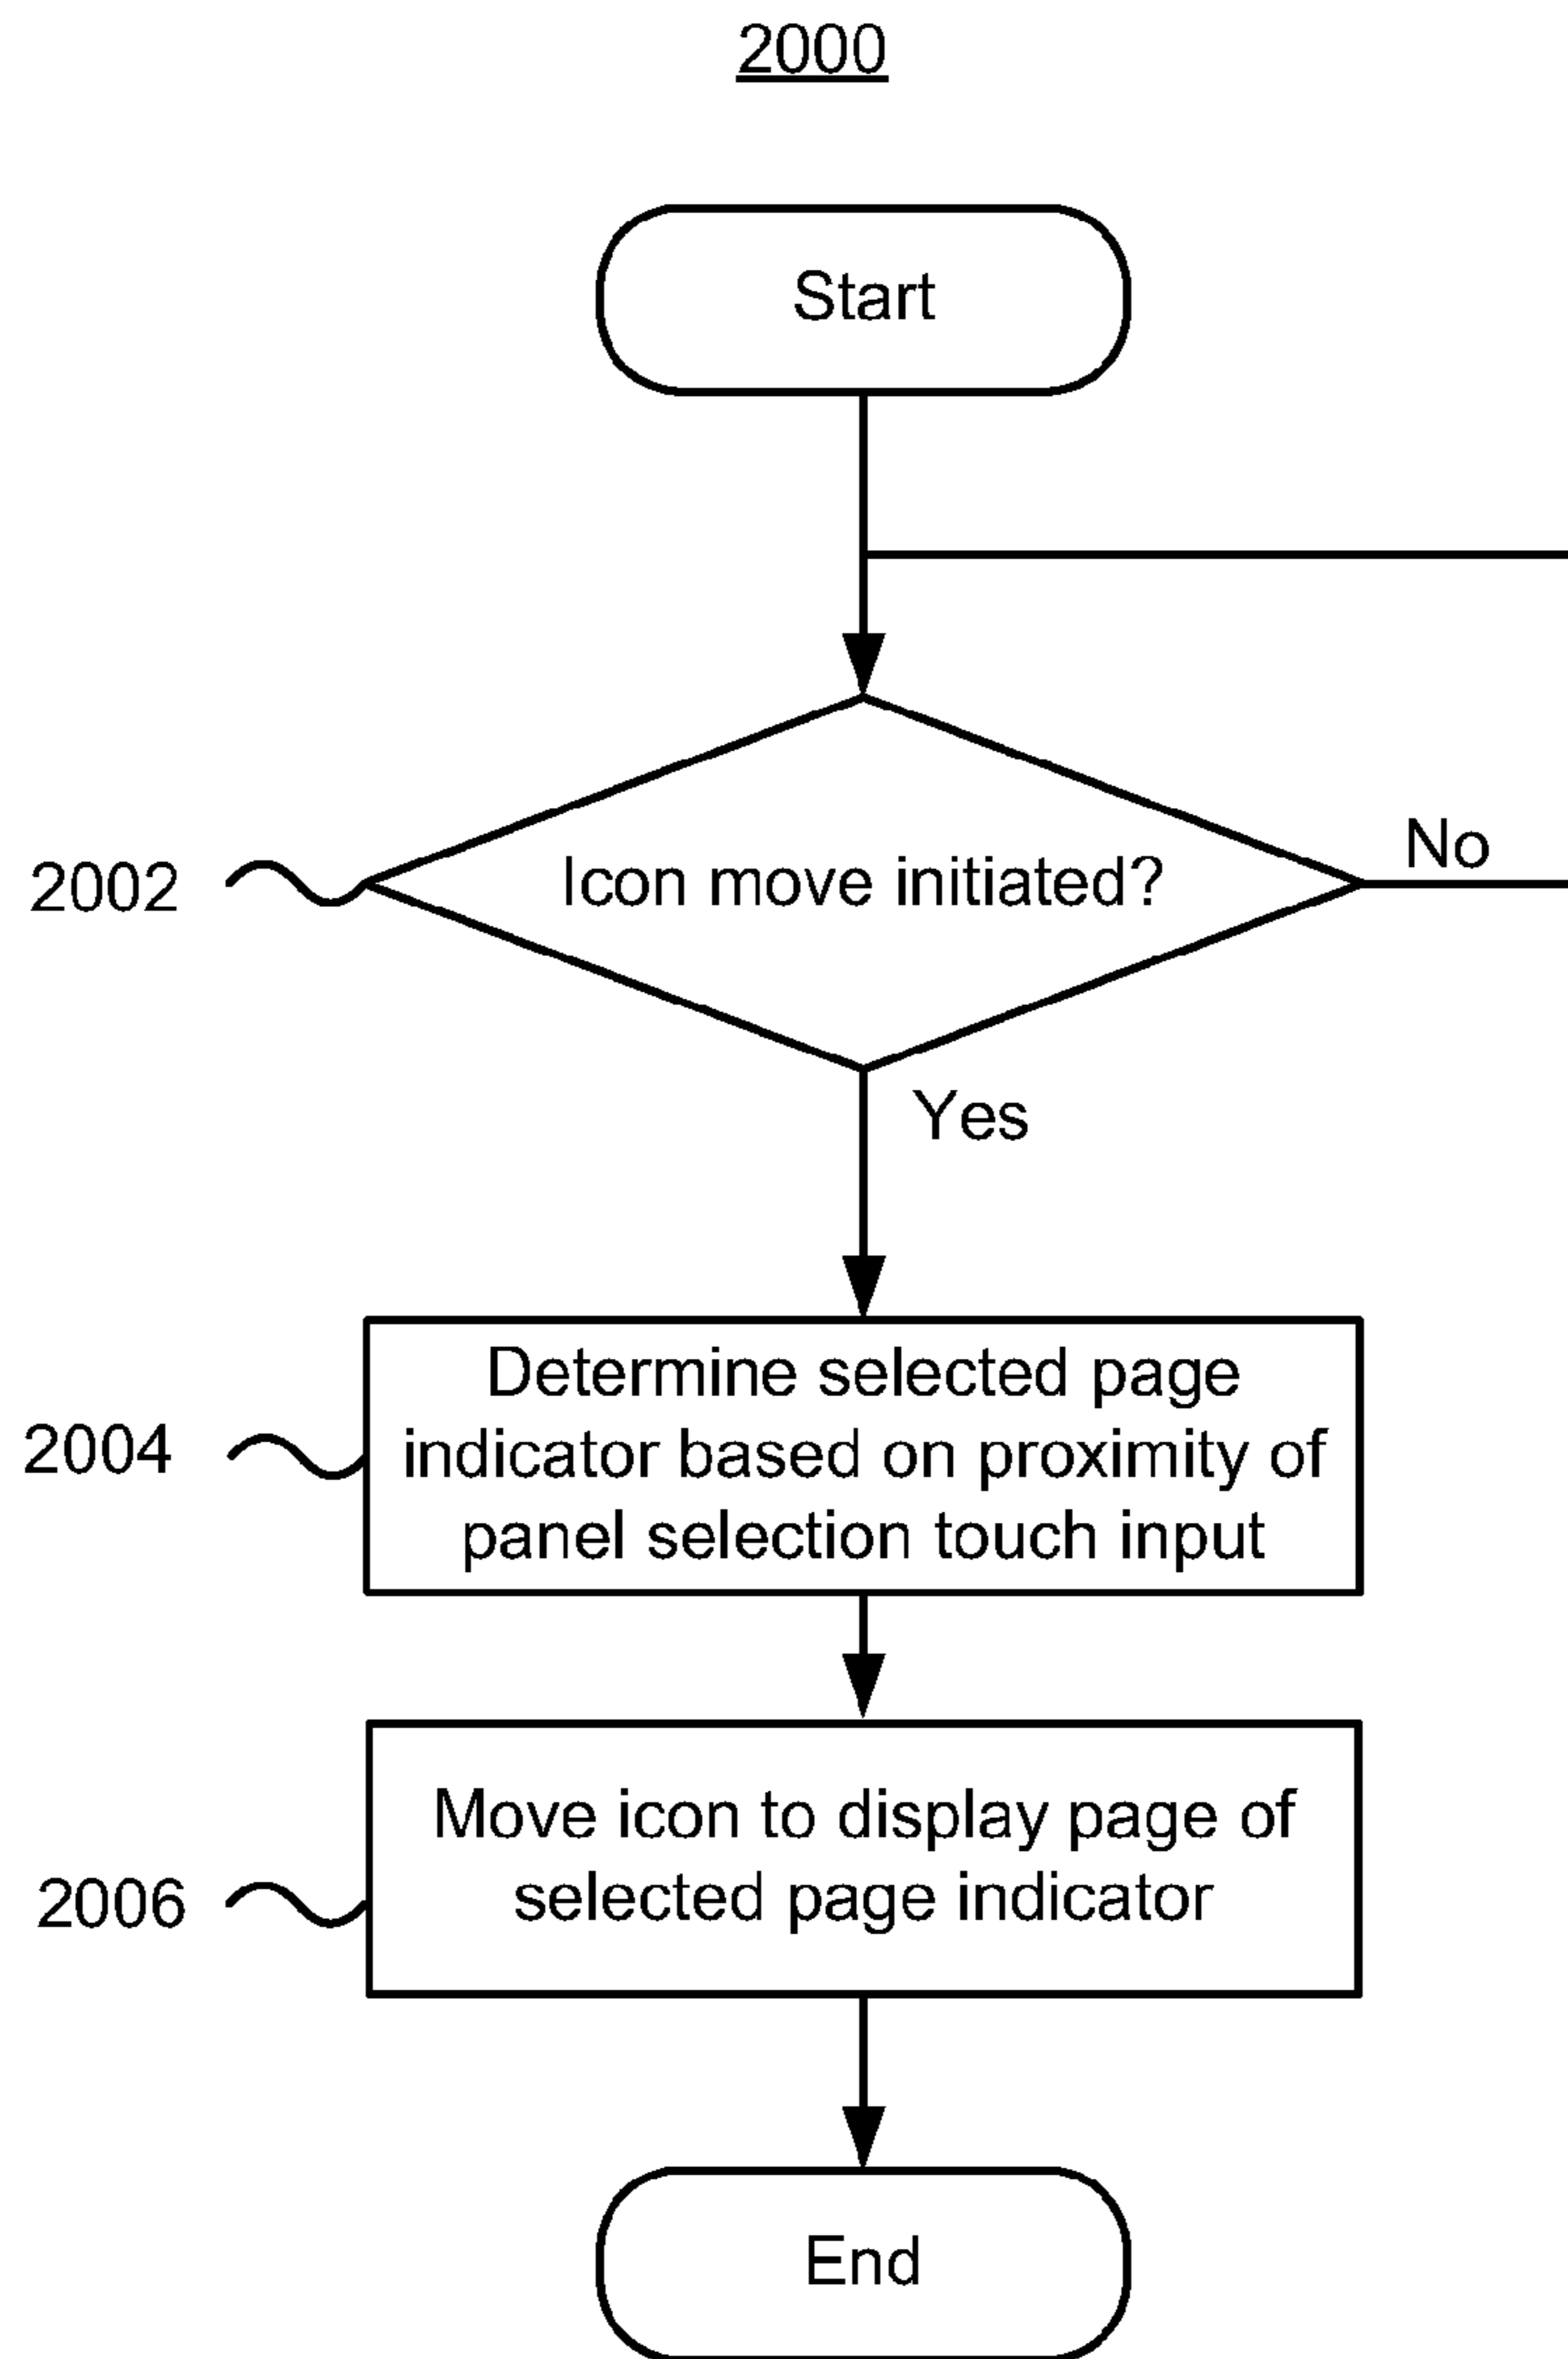 2000
Start
2002
Icon move initiated?
No
Yes
2004
Determine selected page
indicator based on proximity of
panel selection touch input
2006
Move icon to display page of
selected page indicator
End